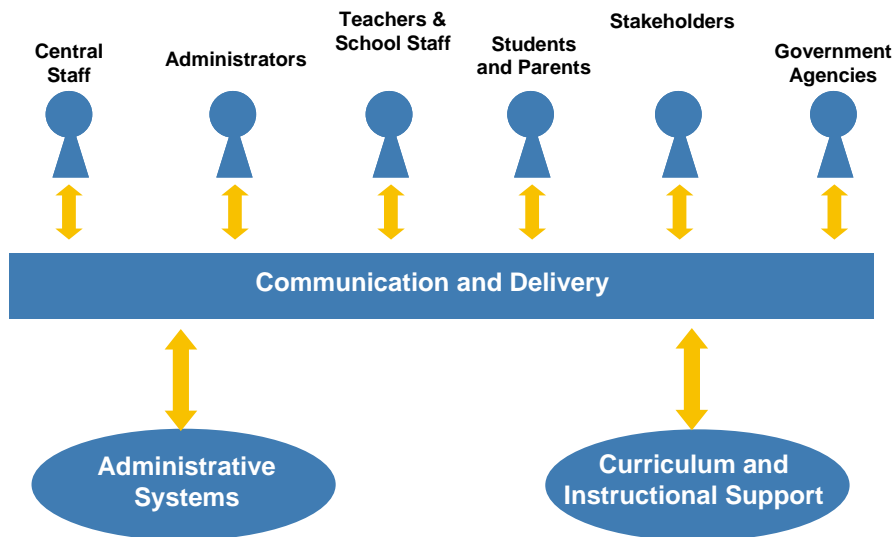 Central
Staff
Administrators
Teachers &
School Staff
Students
and Parents
Stakeholders
Government
Agencies
Communication and Delivery
Administrative
Systems
Curriculum and
Instructional Support